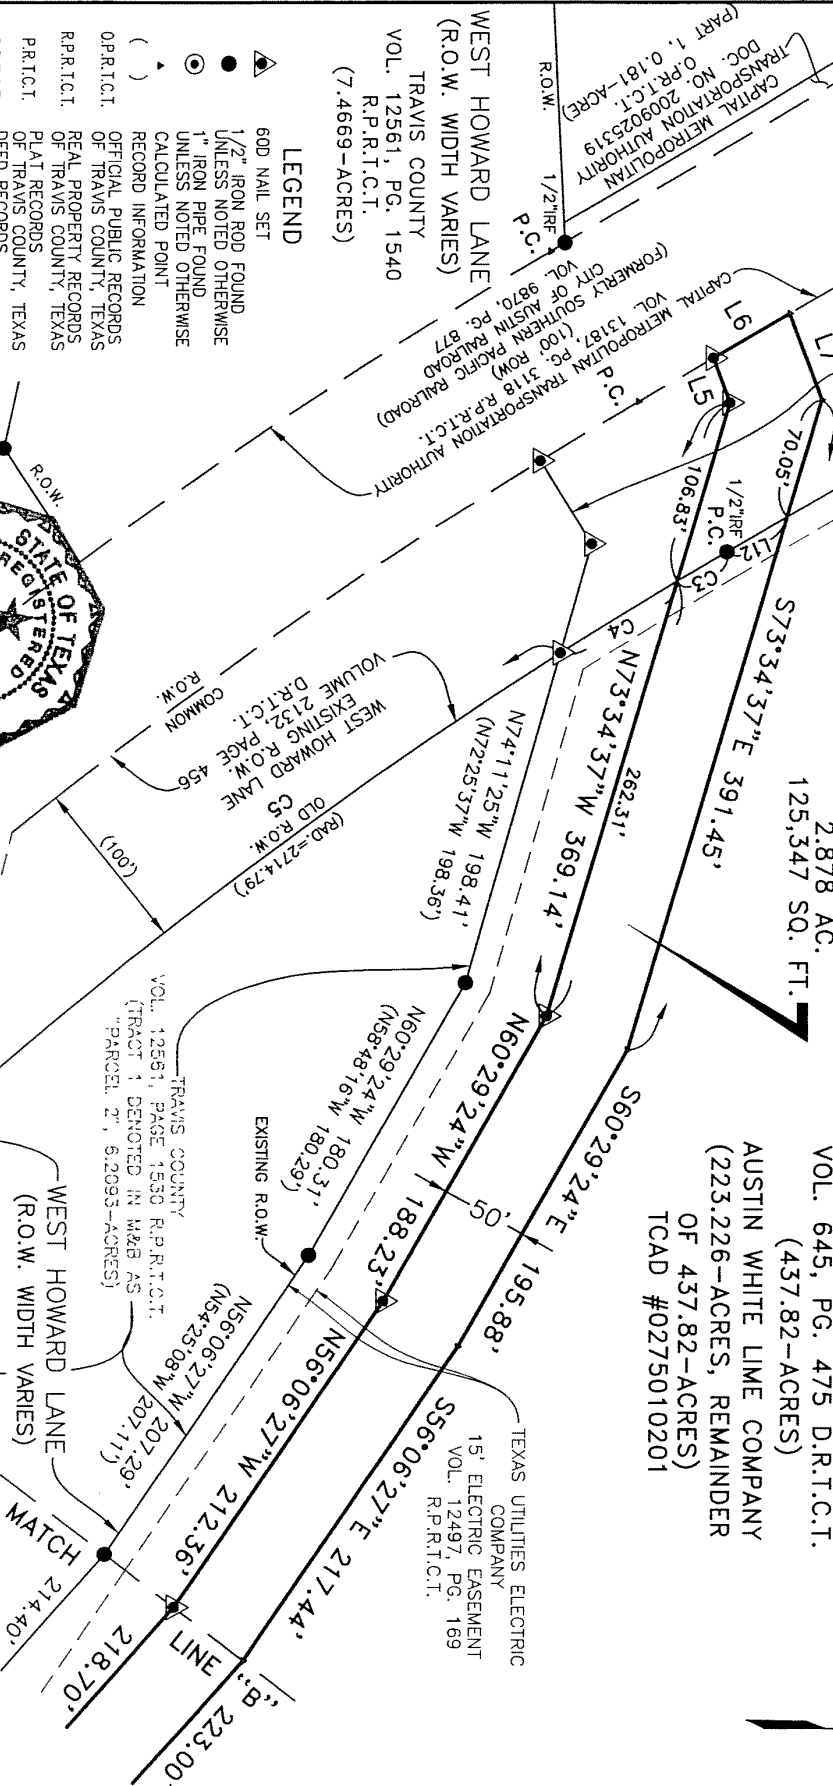 2.878 AC.
125,347 SQ. FT.
VOL. 645, PG. 475 D.R.T.C.T.
(437.82-ACRES)
AUSTIN WHITE LIME COMPANY
(223.226-ACRES, REMAINDER
OF 437.82-ACRES)
TCAD #0275010201
L7
L6
L5
70.05'
106.83'
1/2"IRF
P.C.
L12
C3
C4
S73°34'37"E 391.45'
N73°34'37"W 369.14'
262.31'
S60°29'24"E 195.88'
N60°29'24"W 188.23'
50'
S56°06'27"E 217.44'
N56°06'27"W 212.36'
223.00'
218.70'
214.40'
MATCH LINE "B"
TEXAS UTILITIES ELECTRIC
COMPANY
15' ELECTRIC EASEMENT
VOL. 12497, PG. 169
R.P.R.T.C.T.
N74°11'25"W 198.41'
(N72°25'37"W 198.36')
N60°29'24"W 180.31'
(N58°48'16"W 180.29')
N56°06'27"W 207.29'
(N54°25'08"W 207.11')
EXISTING R.O.W.
TRAVIS COUNTY
VOL. 12561, PAGE 1530 R.P.R.T.C.T.
(TRACT 1 DENOTED IN M&B AS
"PARCEL 2", 6.2093-ACRES)
WEST HOWARD LANE
(R.O.W. WIDTH VARIES)
CAPITAL METROPOLITAN
TRANSPORTATION AUTHORITY
DOC. NO. 2009025319
O.P.R.T.C.T.
(PART 1, 0.181-ACRE)
R.O.W.
1/2"IRF
P.C.
CAPITAL METROPOLITAN TRANSPORTATION AUTHORITY
VOL. 13187, PG. 3118 R.P.R.T.C.T.
(100' ROW)
(FORMERLY SOUTHERN PACIFIC RAILROAD)
CITY OF AUSTIN RAILROAD
VOL. 9870, PG. 877
P.C.
WEST HOWARD LANE
EXISTING R.O.W.
VOLUME 2132, PAGE 456
D.R.T.C.T.
COMMON
R.O.W.
OLD R.O.W.
C5
(RAD.=2714.79')
(100')
WEST HOWARD LANE
(R.O.W. WIDTH VARIES)
TRAVIS COUNTY
VOL. 12561, PG. 1540
R.P.R.T.C.T.
(7.4669-ACRES)
LEGEND
60D NAIL SET
1/2" IRON ROD FOUND
UNLESS NOTED OTHERWISE
1" IRON PIPE FOUND
UNLESS NOTED OTHERWISE
CALCULATED POINT
( ) RECORD INFORMATION
O.P.R.T.C.T. OFFICIAL PUBLIC RECORDS
OF TRAVIS COUNTY, TEXAS
R.P.R.T.C.T. REAL PROPERTY RECORDS
OF TRAVIS COUNTY, TEXAS
P.R.T.C.T. PLAT RECORDS
OF TRAVIS COUNTY, TEXAS
DEED RECORDS
R.O.W.
STATE OF TEXAS
REGISTERED